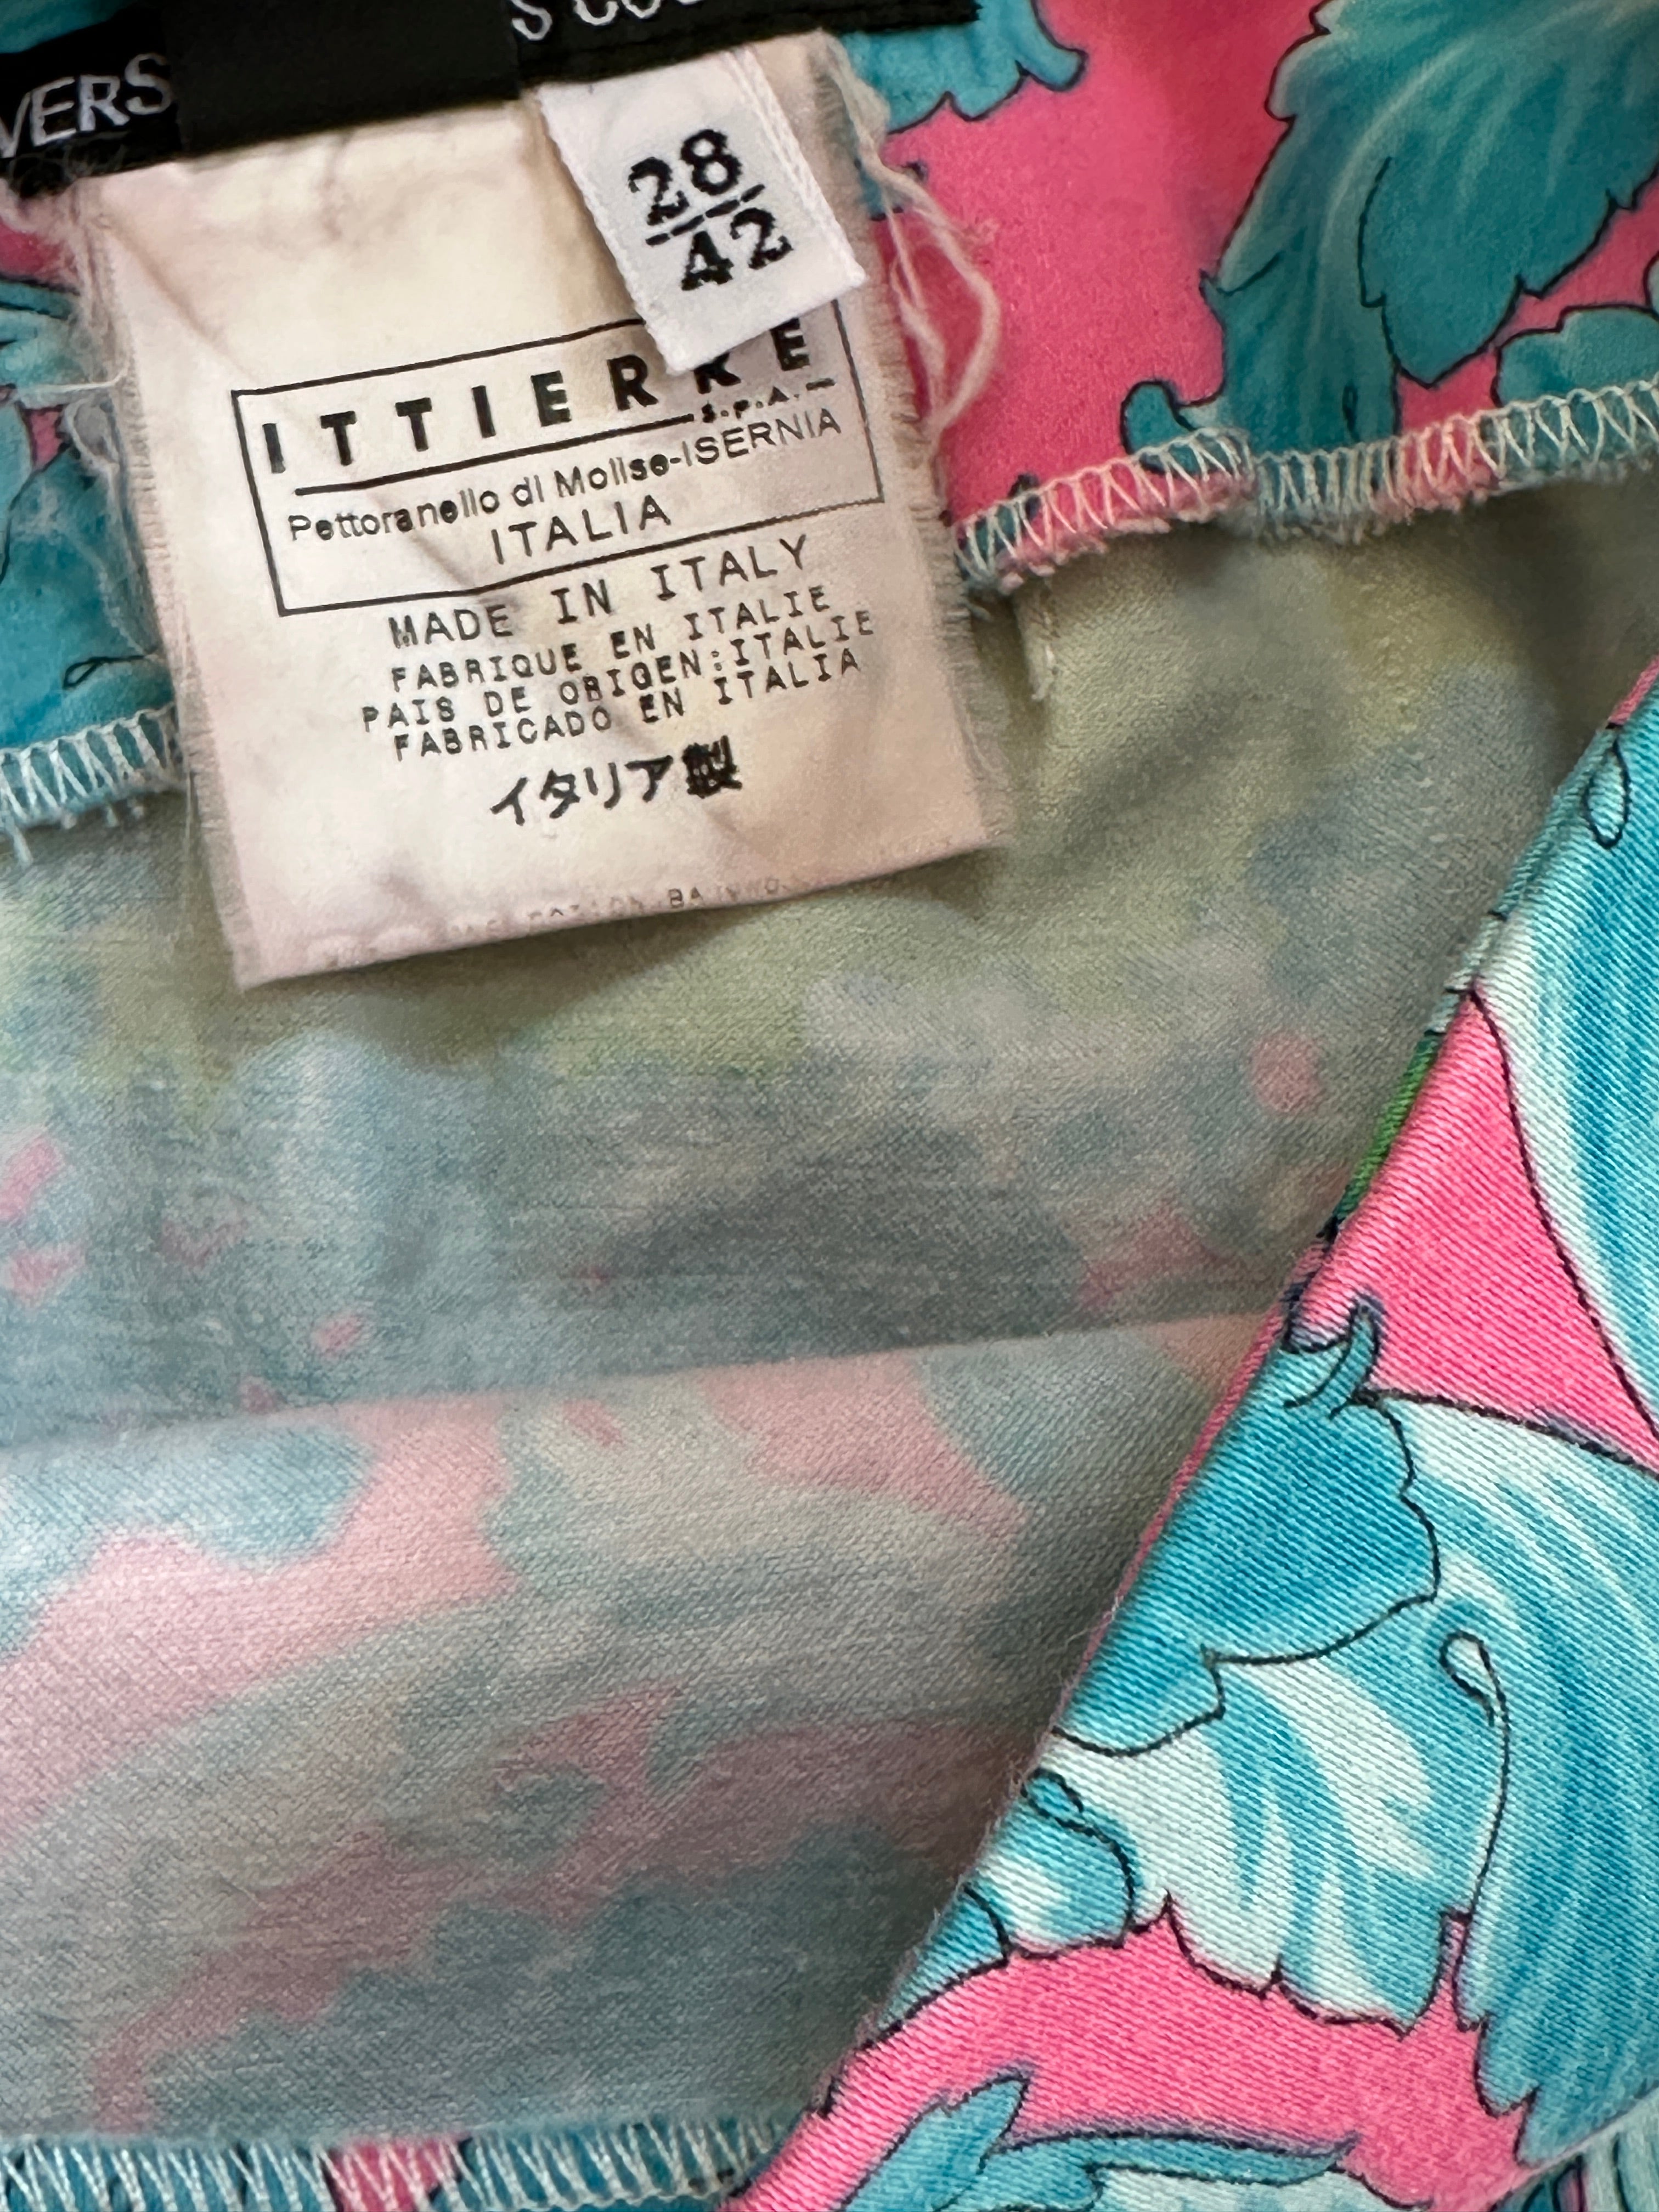 VERS
S COU
28
42
ITTIERRE
S.P.A.
Pettoranello di Molise-ISERNIA
ITALIA
MADE IN ITALY
FABRIQUE EN ITALIE
PAIS DE ORIGEN:ITALIE
FABRICADO EN ITALIA
イタリア製